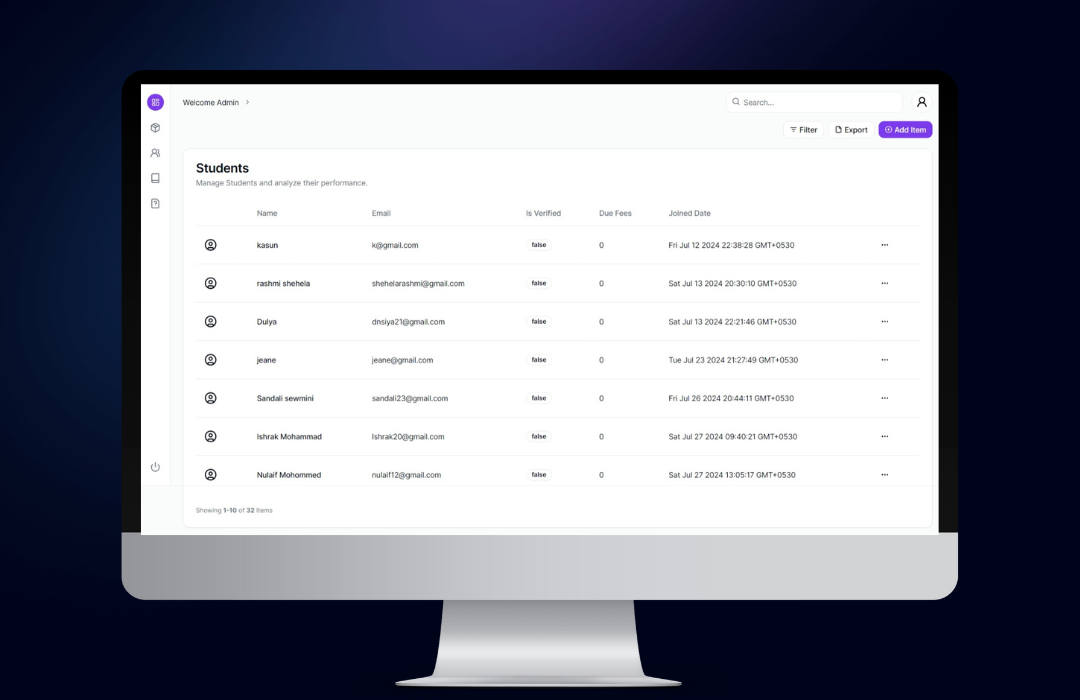 Welcome Admin
Search...
Filter Export Add Item
Students
Manage Students and analyze their performance.
Name Email Is Verified Due Fees Joined Date
kasun k@gmail.com false 0 Fri Jul 12 2024 22:38:28 GMT+0530
rashmi shehela shehelarashmi@gmail.com false 0 Sat Jul 13 2024 20:30:10 GMT+0530
Dulya dnsiya21@gmail.com false 0 Sat Jul 13 2024 22:21:46 GMT+0530
jeane jeane@gmail.com false 0 Tue Jul 23 2024 21:27:49 GMT+0530
Sandali sewmini sandali23@gmail.com false 0 Fri Jul 26 2024 20:44:11 GMT+0530
Ishrak Mohammad Ishrak20@gmail.com false 0 Sat Jul 27 2024 09:40:21 GMT+0530
Nulaif Mohommed nulaif12@gmail.com false 0 Sat Jul 27 2024 13:05:17 GMT+0530
Showing 1-10 of 32 Items